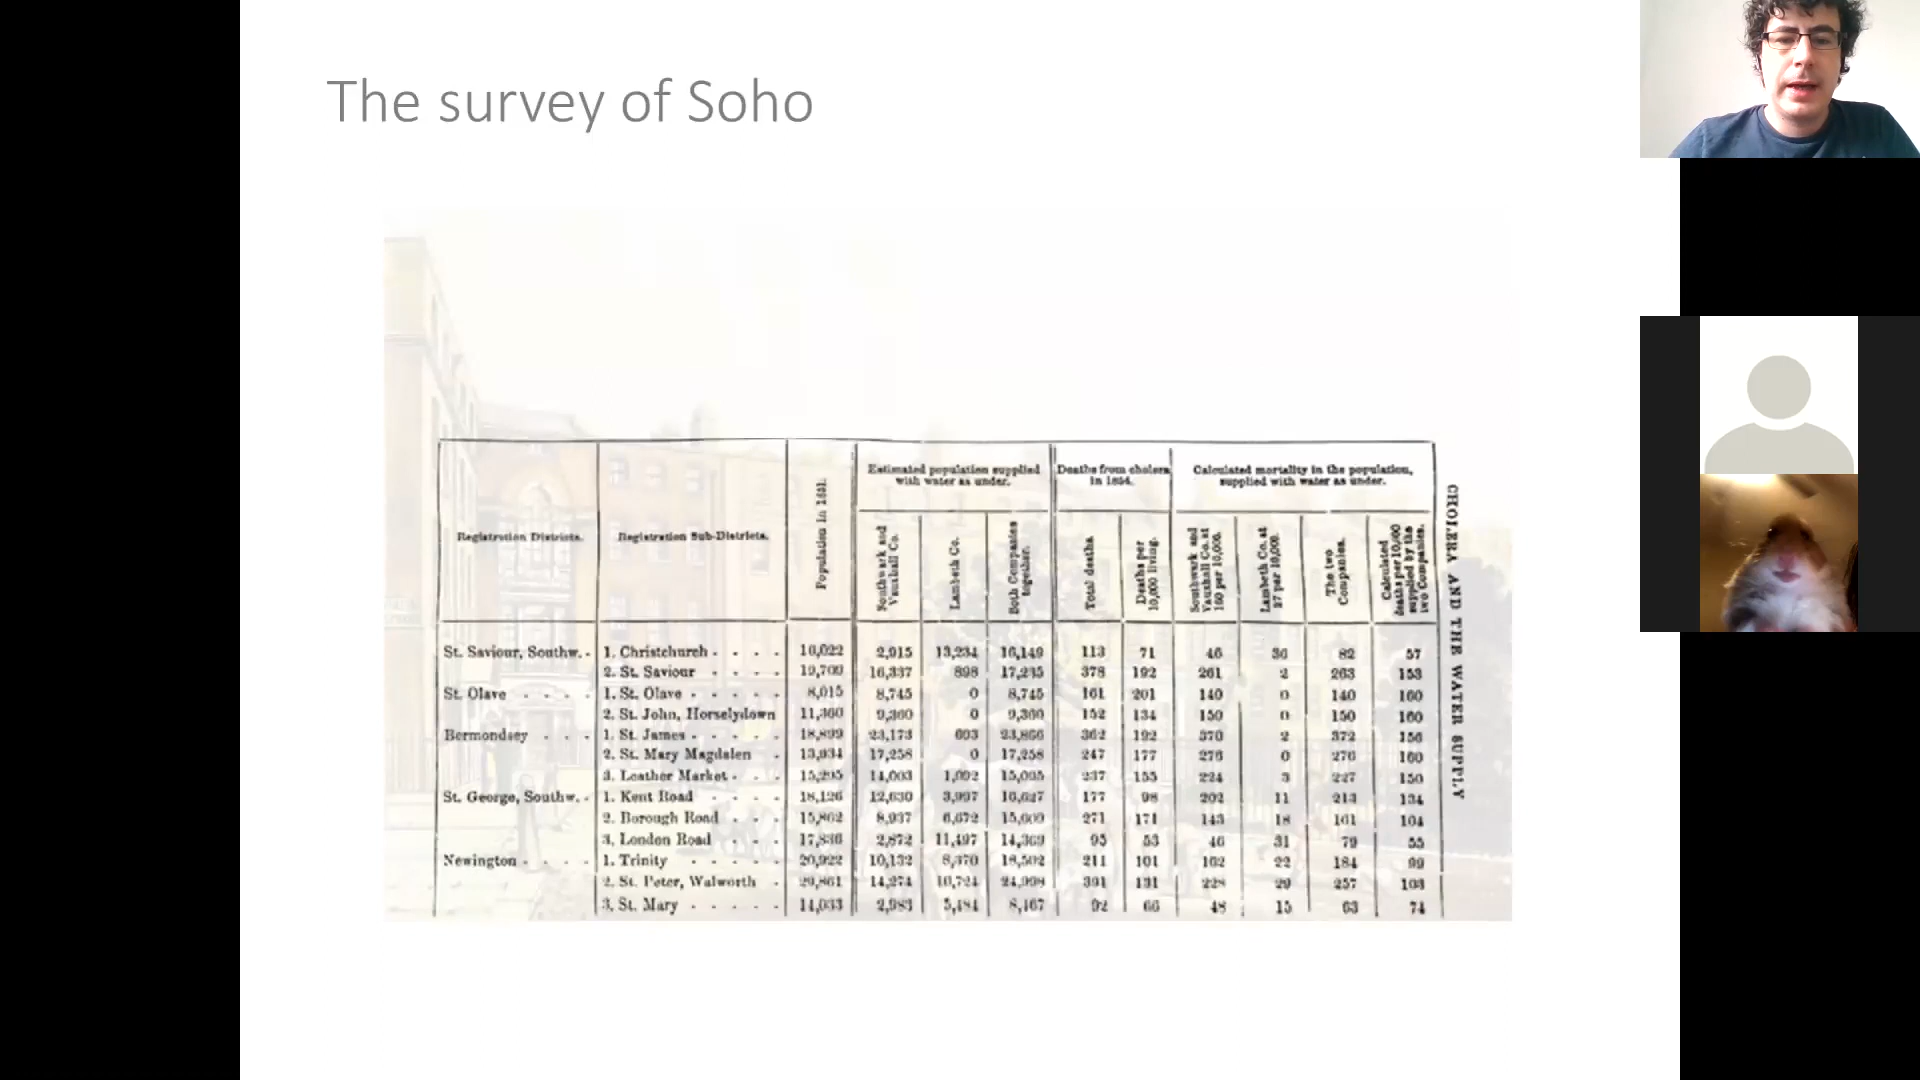 The survey of Soho
Registration Districts.
Registration Sub-Districts.
Population in 1851.
Estimated population supplied
with water as under.
Southwark and
Vauxhall Co.
Lambeth Co.
Both Companies
together.
Deaths from cholera
in 1854.
Total deaths
Deaths per
10,000 living.
Calculated mortality in the population,
supplied with water as under.
Southwark and
Vauxhall Co. at
160 per 10,000.
Lambeth Co. at
27 per 10,000.
The two
Companies.
Calculated
deaths per 10,000
supplied by the
two Companies.
St. Saviour, Southw. - 1. Christchurch - - - - 16,022 2,915 13,234 16,149 113 71 46 36 82 57
2. St. Saviour - - - 19,709 16,337 898 17,235 378 192 261 2 263 153
St. Olave - - - - 1. St. Olave - - - - - 8,015 8,745 0 8,745 161 201 140 0 140 160
2. St. John, Horselydown 11,360 9,360 0 9,360 152 134 150 0 150 160
Bermondsey - - - 1. St. James - - - - - 18,899 23,173 693 23,866 362 192 370 2 372 156
2. St. Mary Magdalen - 13,934 17,258 0 17,258 247 177 276 0 276 160
3. Leather Market - - - 15,295 14,003 1,092 15,095 237 155 224 3 227 150
St. George, Southw. - 1. Kent Road - - - - 18,126 12,630 3,997 16,627 177 98 202 11 213 134
2. Borough Road - - - 15,862 8,937 6,672 15,609 271 171 143 18 161 104
3. London Road - - - 17,836 2,872 11,497 14,369 95 53 46 31 79 55
Newington - - - - 1. Trinity - - - - - 20,922 10,132 8,370 18,502 211 101 162 22 184 99
2. St. Peter, Walworth - 29,861 14,274 10,724 24,998 391 131 228 29 257 103
3. St. Mary - - - - - 14,033 2,983 5,484 8,467 92 66 48 15 63 74
CHOLERA AND THE WATER SUPPLY